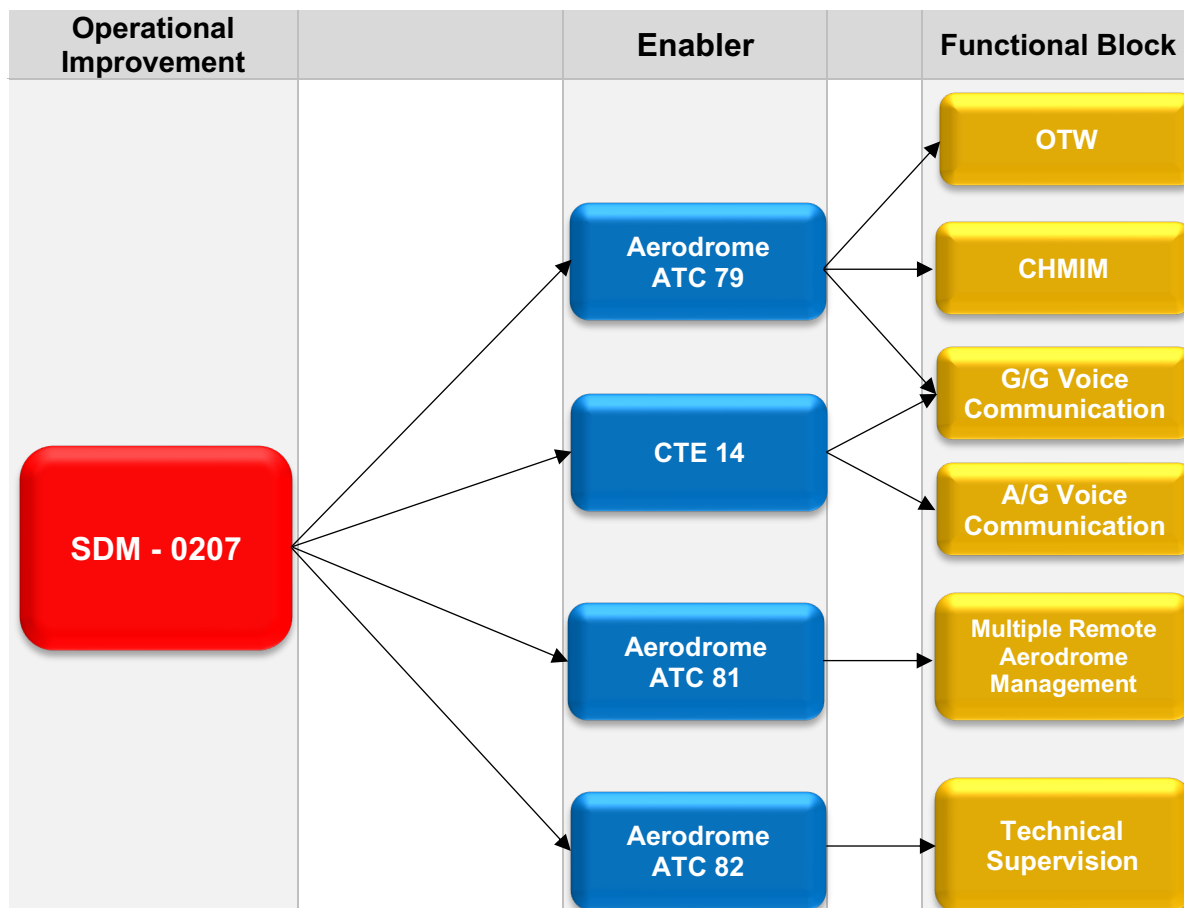 Operational
Improvement
Enabler
Functional Block
OTW
Aerodrome
ATC 79
CHMIM
G/G Voice
Communication
CTE 14
A/G Voice
Communication
SDM - 0207
Multiple Remote
Aerodrome
Management
Aerodrome
ATC 81
Aerodrome
ATC 82
Technical
Supervision